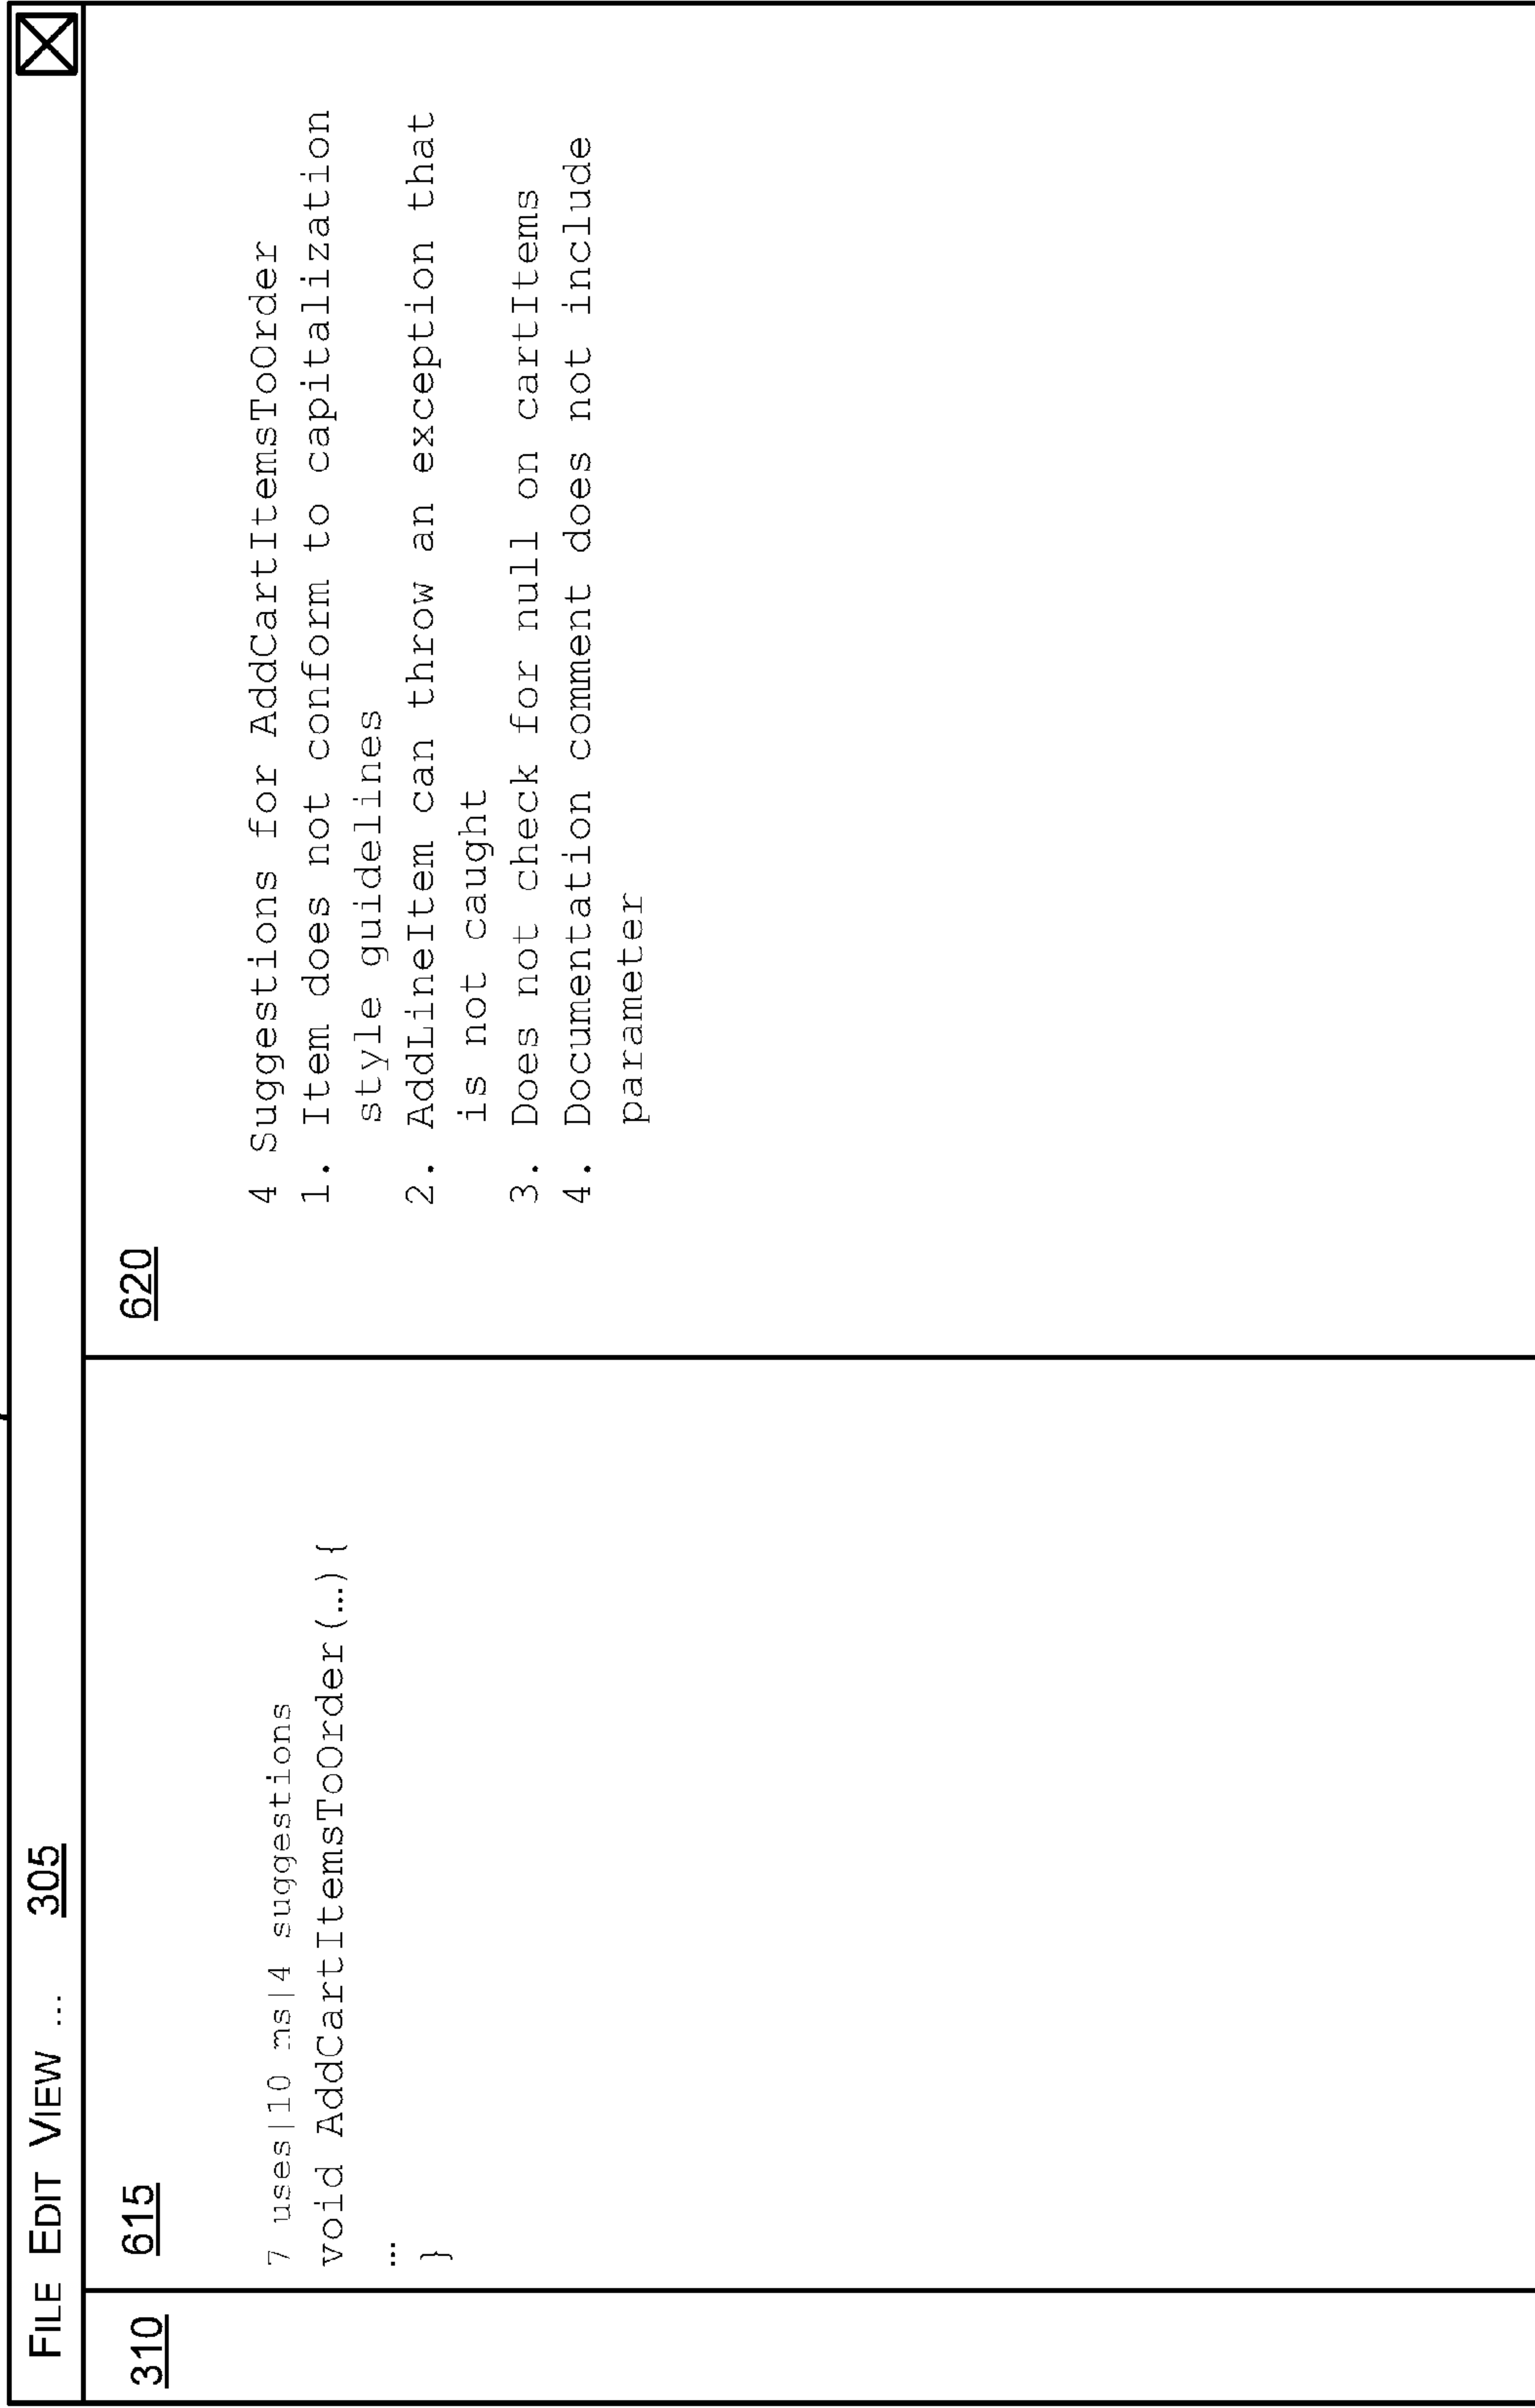 FILE EDIT VIEW ... 305
310
615
7 uses|10 ms|4 suggestions
void AddCartItemsToOrder(…){
…
}
620
4 Suggestions for AddCartItemsToOrder
1. Item does not conform to capitalization
style guidelines
2. AddLineItem can throw an exception that
is not caught
3. Does not check for null on cartItems
4. Documentation comment does not include
parameter